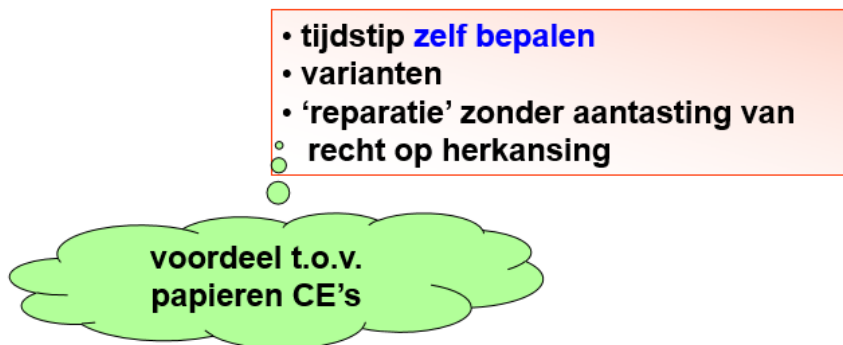 • tijdstip zelf bepalen
• varianten
• ‘reparatie’ zonder aantasting van
recht op herkansing
voordeel t.o.v.
papieren CE’s